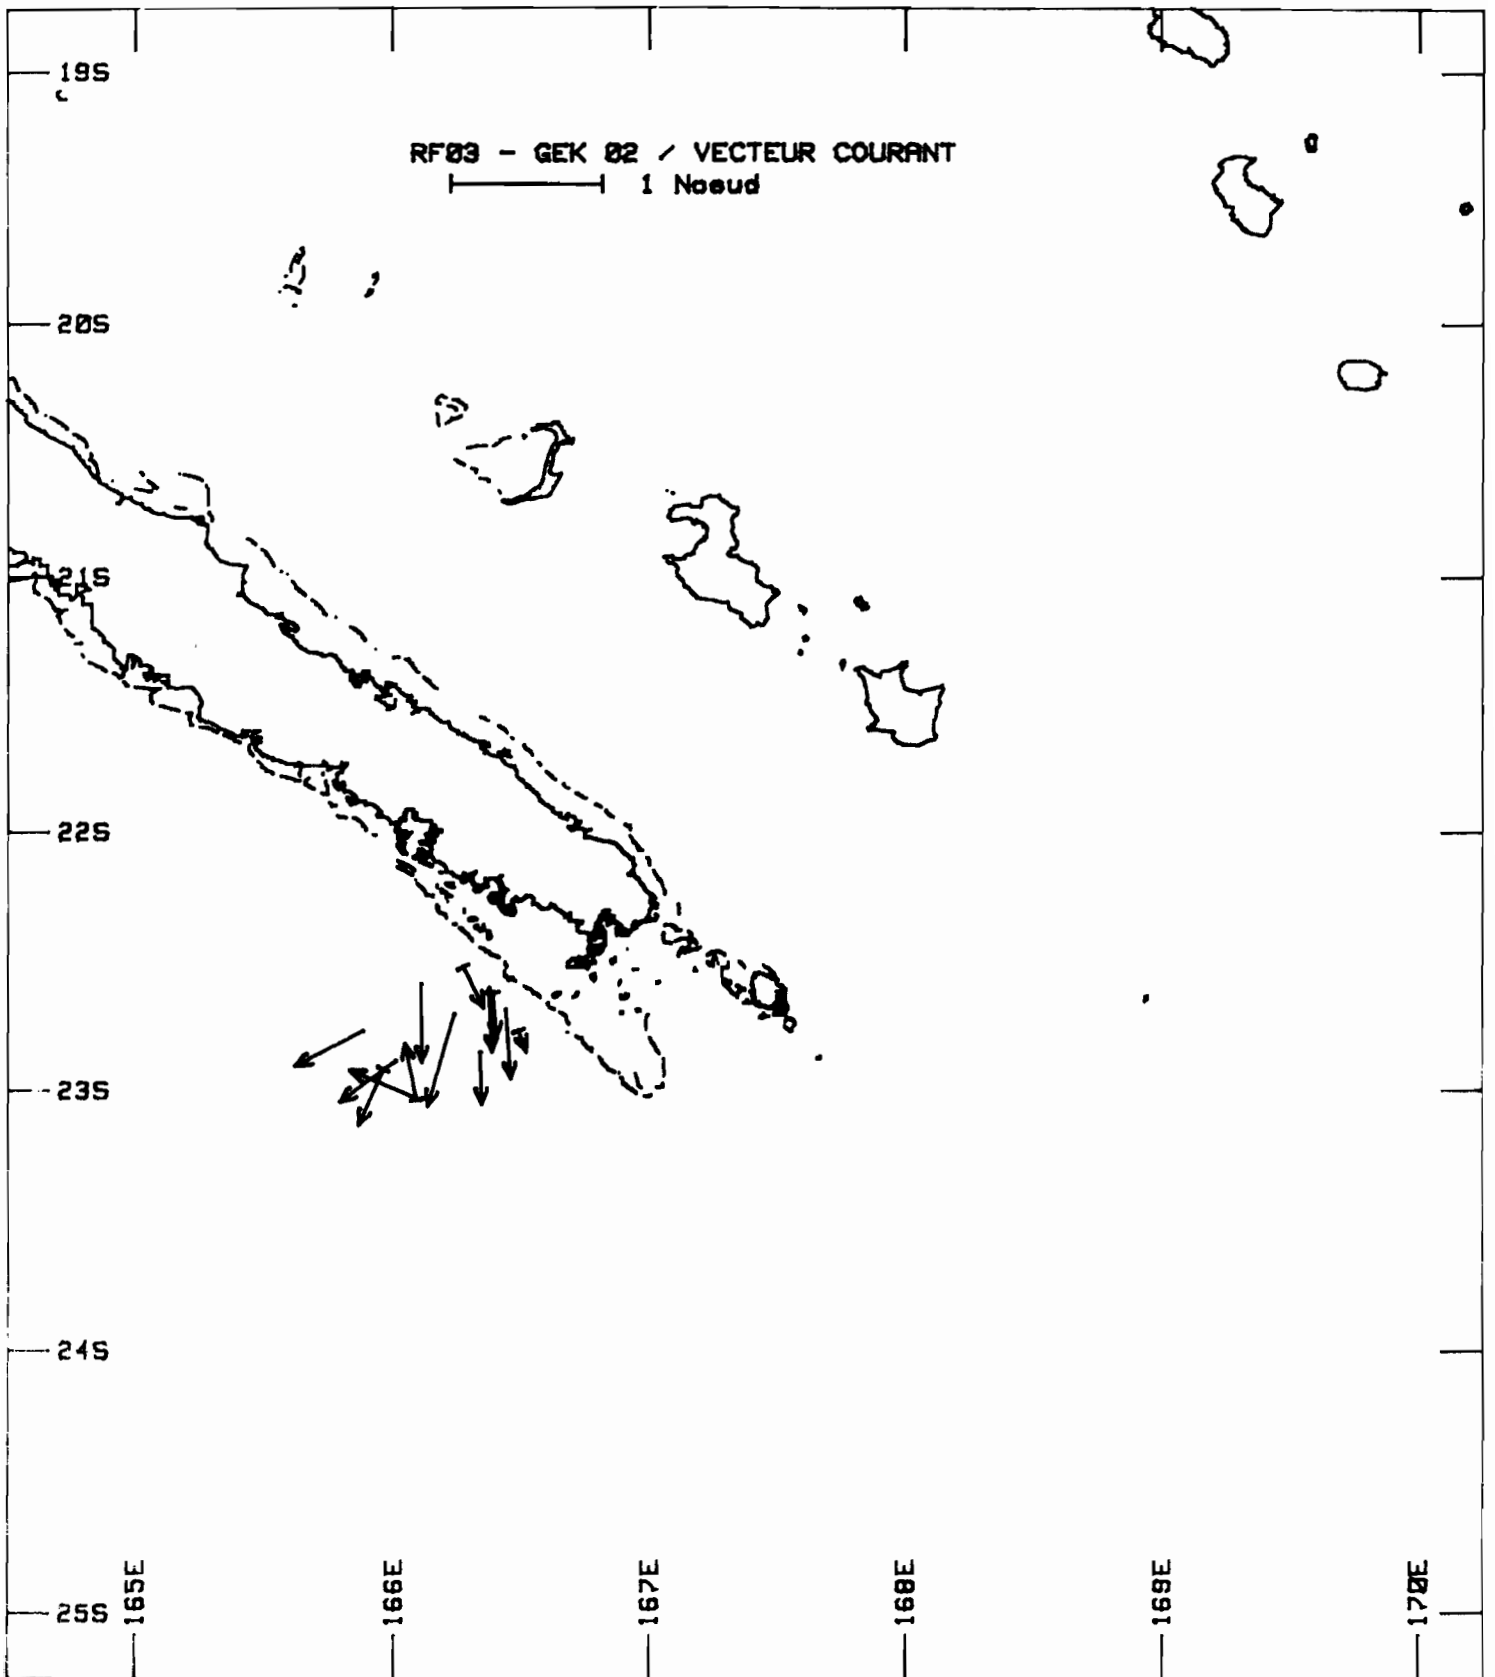 19S
RF03 - GEK 02 / VECTEUR COURANT
1 Noeud
20S
21S
22S
23S
24S
25S
165E
166E
167E
168E
169E
170E